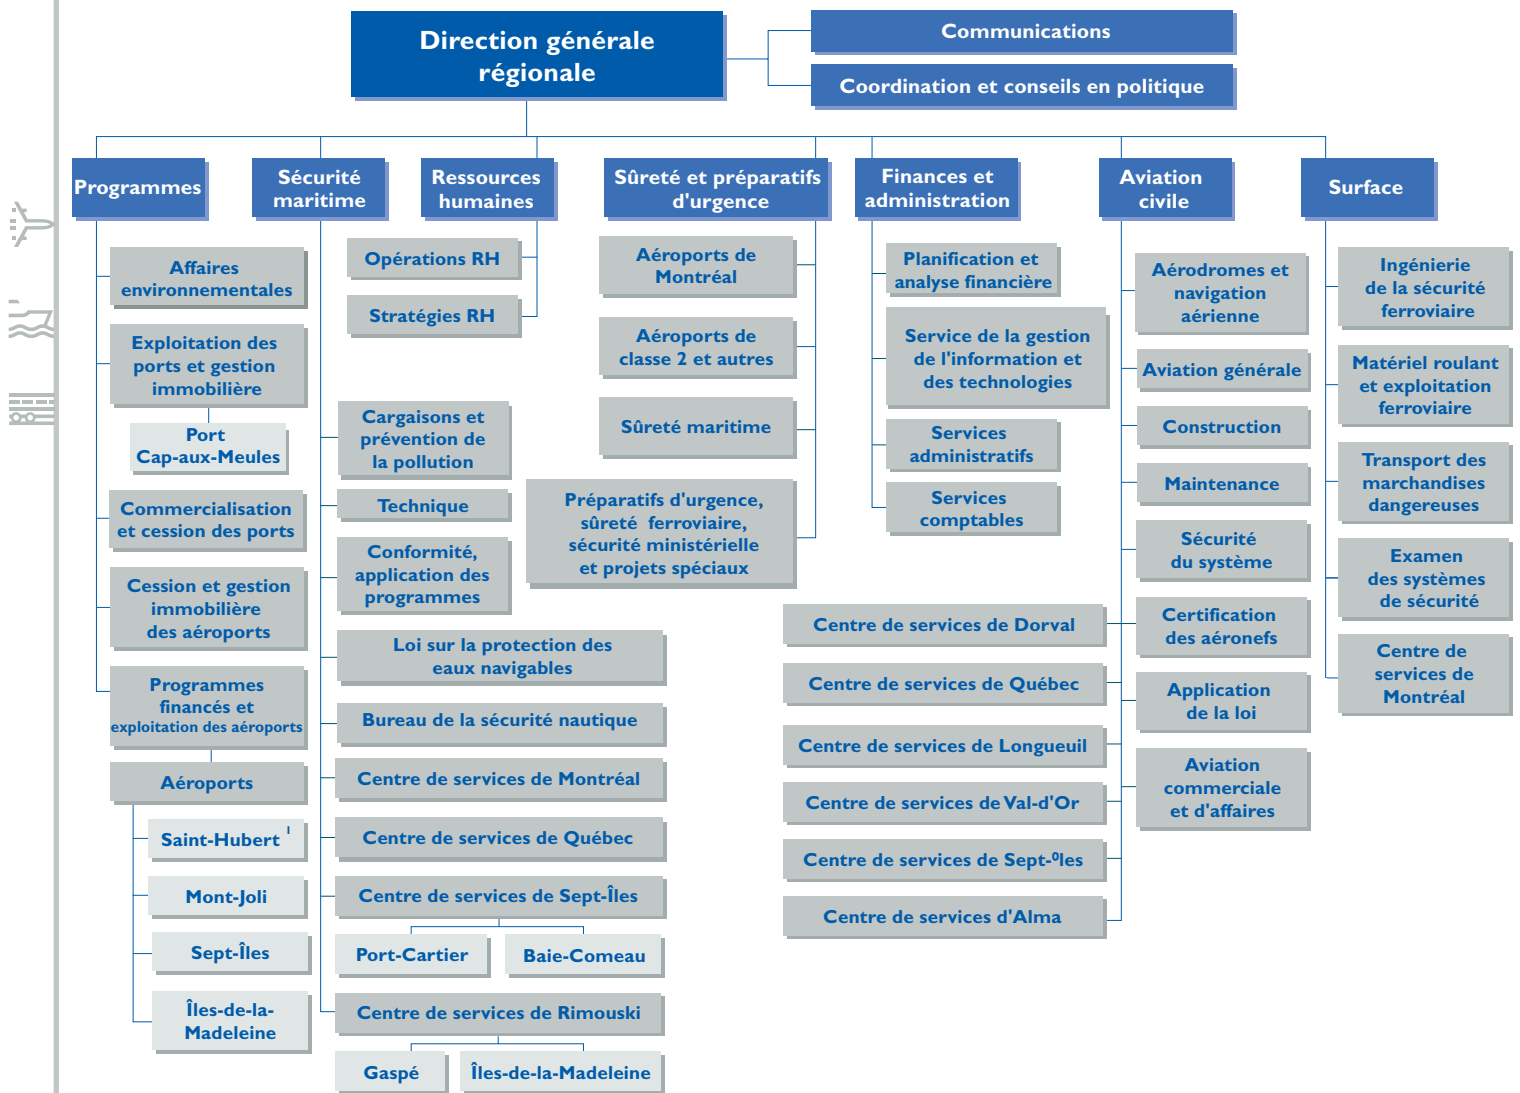 Direction générale
régionale
Communications
Coordination et conseils en politique
Programmes
Affaires
environnementales
Exploitation des
ports et gestion
immobilière
Port
Cap-aux-Meules
Commercialisation
et cession des ports
Cession et gestion
immobilière
des aéroports
Programmes
financés et
exploitation des aéroports
Aéroports
Saint-Hubert 1
Mont-Joli
Sept-Îles
Îles-de-la-
Madeleine
Sécurité
maritime
Cargaisons et
prévention de
la pollution
Technique
Conformité,
application des
programmes
Loi sur la protection des
eaux navigables
Bureau de la sécurité nautique
Centre de services de Montréal
Centre de services de Québec
Centre de services de Sept-Îles
Port-Cartier
Baie-Comeau
Centre de services de Rimouski
Gaspé
Îles-de-la-Madeleine
Ressources
humaines
Opérations RH
Stratégies RH
Sûreté et préparatifs
d'urgence
Aéroports de
Montréal
Aéroports de
classe 2 et autres
Sûreté maritime
Préparatifs d'urgence,
sûreté ferroviaire,
sécurité ministérielle
et projets spéciaux
Finances et
administration
Planification et
analyse financière
Service de la gestion
de l'information et
des technologies
Services
administratifs
Services
comptables
Aviation
civile
Aérodromes et
navigation
aérienne
Aviation générale
Construction
Maintenance
Sécurité
du système
Certification
des aéronefs
Application
de la loi
Aviation
commerciale
et d'affaires
Centre de services de Dorval
Centre de services de Québec
Centre de services de Longueuil
Centre de services de Val-d'Or
Centre de services de Sept-⁰les
Centre de services d'Alma
Surface
Ingénierie
de la sécurité
ferroviaire
Matériel roulant
et exploitation
ferroviaire
Transport des
marchandises
dangereuses
Examen
des systèmes
de sécurité
Centre de
services de
Montréal